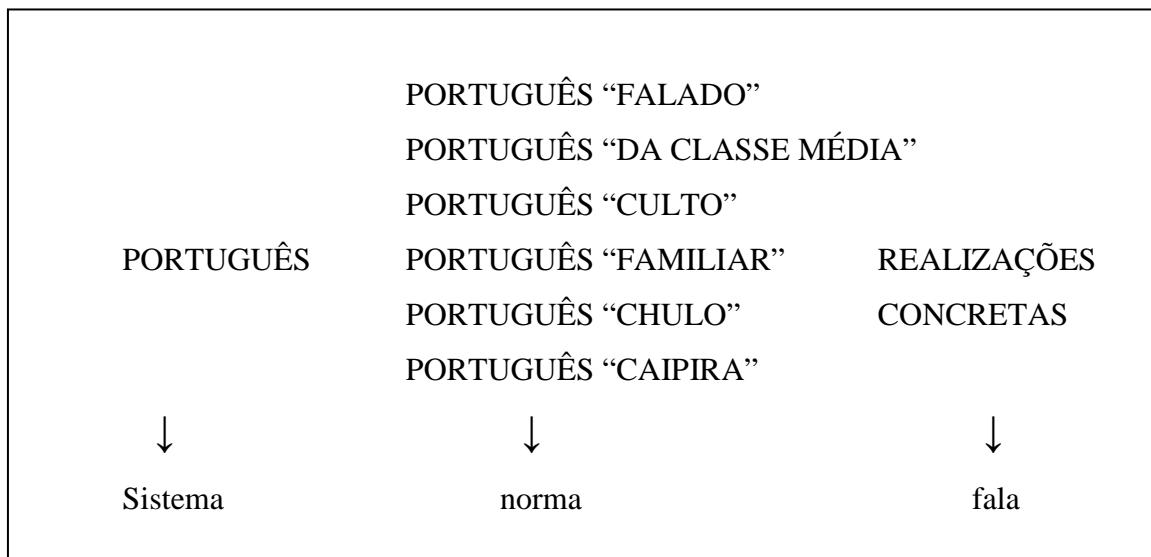 PORTUGUÊS “FALADO”
PORTUGUÊS “DA CLASSE MÉDIA”
PORTUGUÊS “CULTO”
PORTUGUÊS PORTUGUÊS “FAMILIAR” REALIZAÇÕES
PORTUGUÊS “CHULO” CONCRETAS
PORTUGUÊS “CAIPIRA”
↓ ↓ ↓
Sistema norma fala